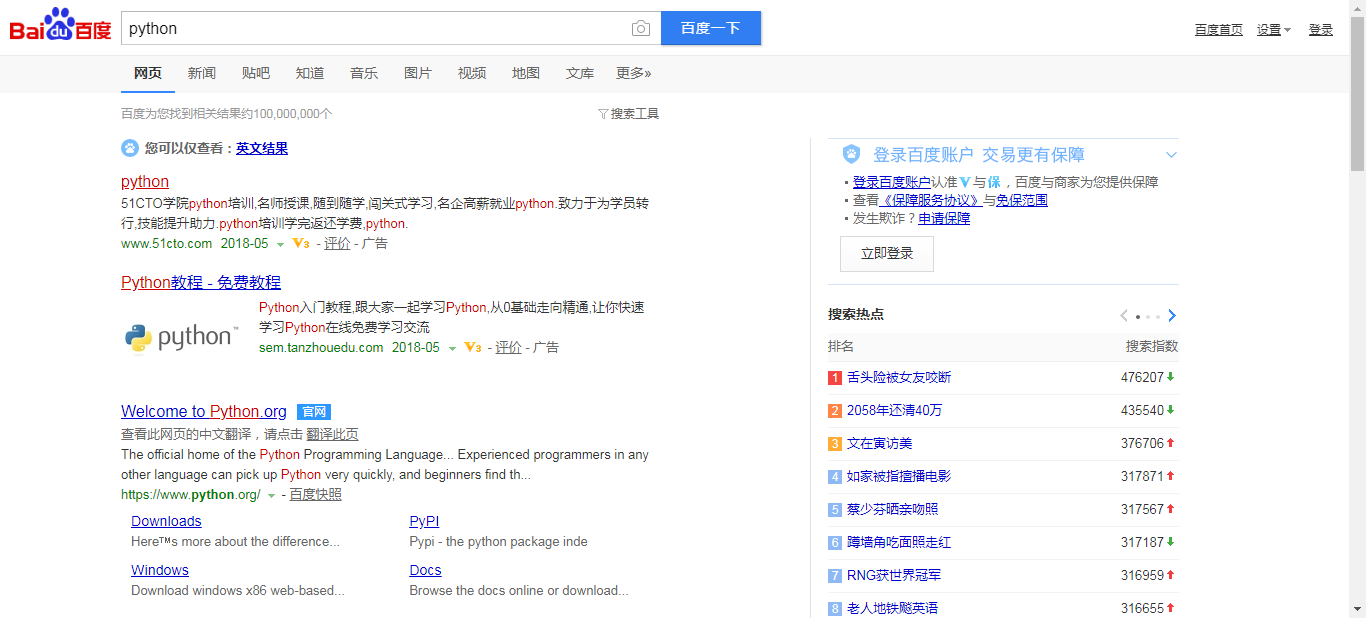 Bai du 百度
python
百度一下
百度首页 设置 登录
网页 新闻 贴吧 知道 音乐 图片 视频 地图 文库 更多»
百度为您找到相关结果约100,000,000个
搜索工具
您可以仅查看：英文结果
python
51CTO学院python培训,名师授课,随到随学,闯关式学习,名企高薪就业python.致力于为学员转
行,技能提升助力.python培训学完返还学费,python.
www.51cto.com 2018-05 V3 - 评价 - 广告
Python教程 - 免费教程
python™
Python入门教程,跟大家一起学习Python,从0基础走向精通,让你快速
学习Python在线免费学习交流
sem.tanzhouedu.com 2018-05 V3 - 评价 - 广告
Welcome to Python.org 官网
查看此网页的中文翻译，请点击 翻译此页
The official home of the Python Programming Language... Experienced programmers in any
other language can pick up Python very quickly, and beginners find th...
https://www.python.org/ - 百度快照
Downloads
Here™s more about the difference...
PyPI
Pypi - the python package inde
Windows
Download windows x86 web-based...
Docs
Browse the docs online or download...
登录百度账户 交易更有保障
登录百度账户认准V与保，百度与商家为您提供保障
查看《保障服务协议》与免保范围
发生欺诈？申请保障
立即登录
搜索热点
排名 搜索指数
1 舌头险被女友咬断 476207
2 2058年还清40万 435540
3 文在寅访美 376706
4 如家被指擅播电影 317871
5 蔡少芬晒亲吻照 317567
6 蹲墙角吃面照走红 317187
7 RNG获世界冠军 316959
8 老人地铁飚英语 316655